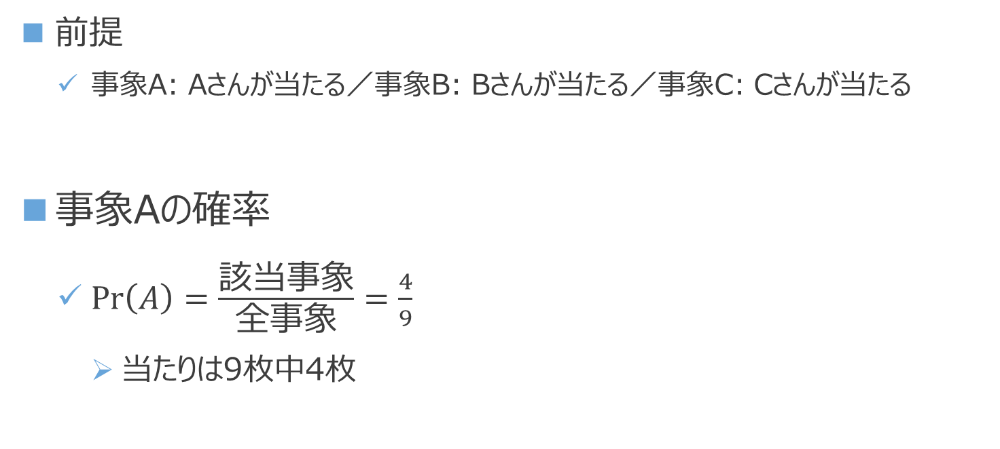 ■ 前提
✓ 事象A: Aさんが当たる／事象B: Bさんが当たる／事象C: Cさんが当たる
■ 事象Aの確率
✓ Pr(A) = 該当事象/全事象 = 4/9
➢ 当たりは9枚中4枚